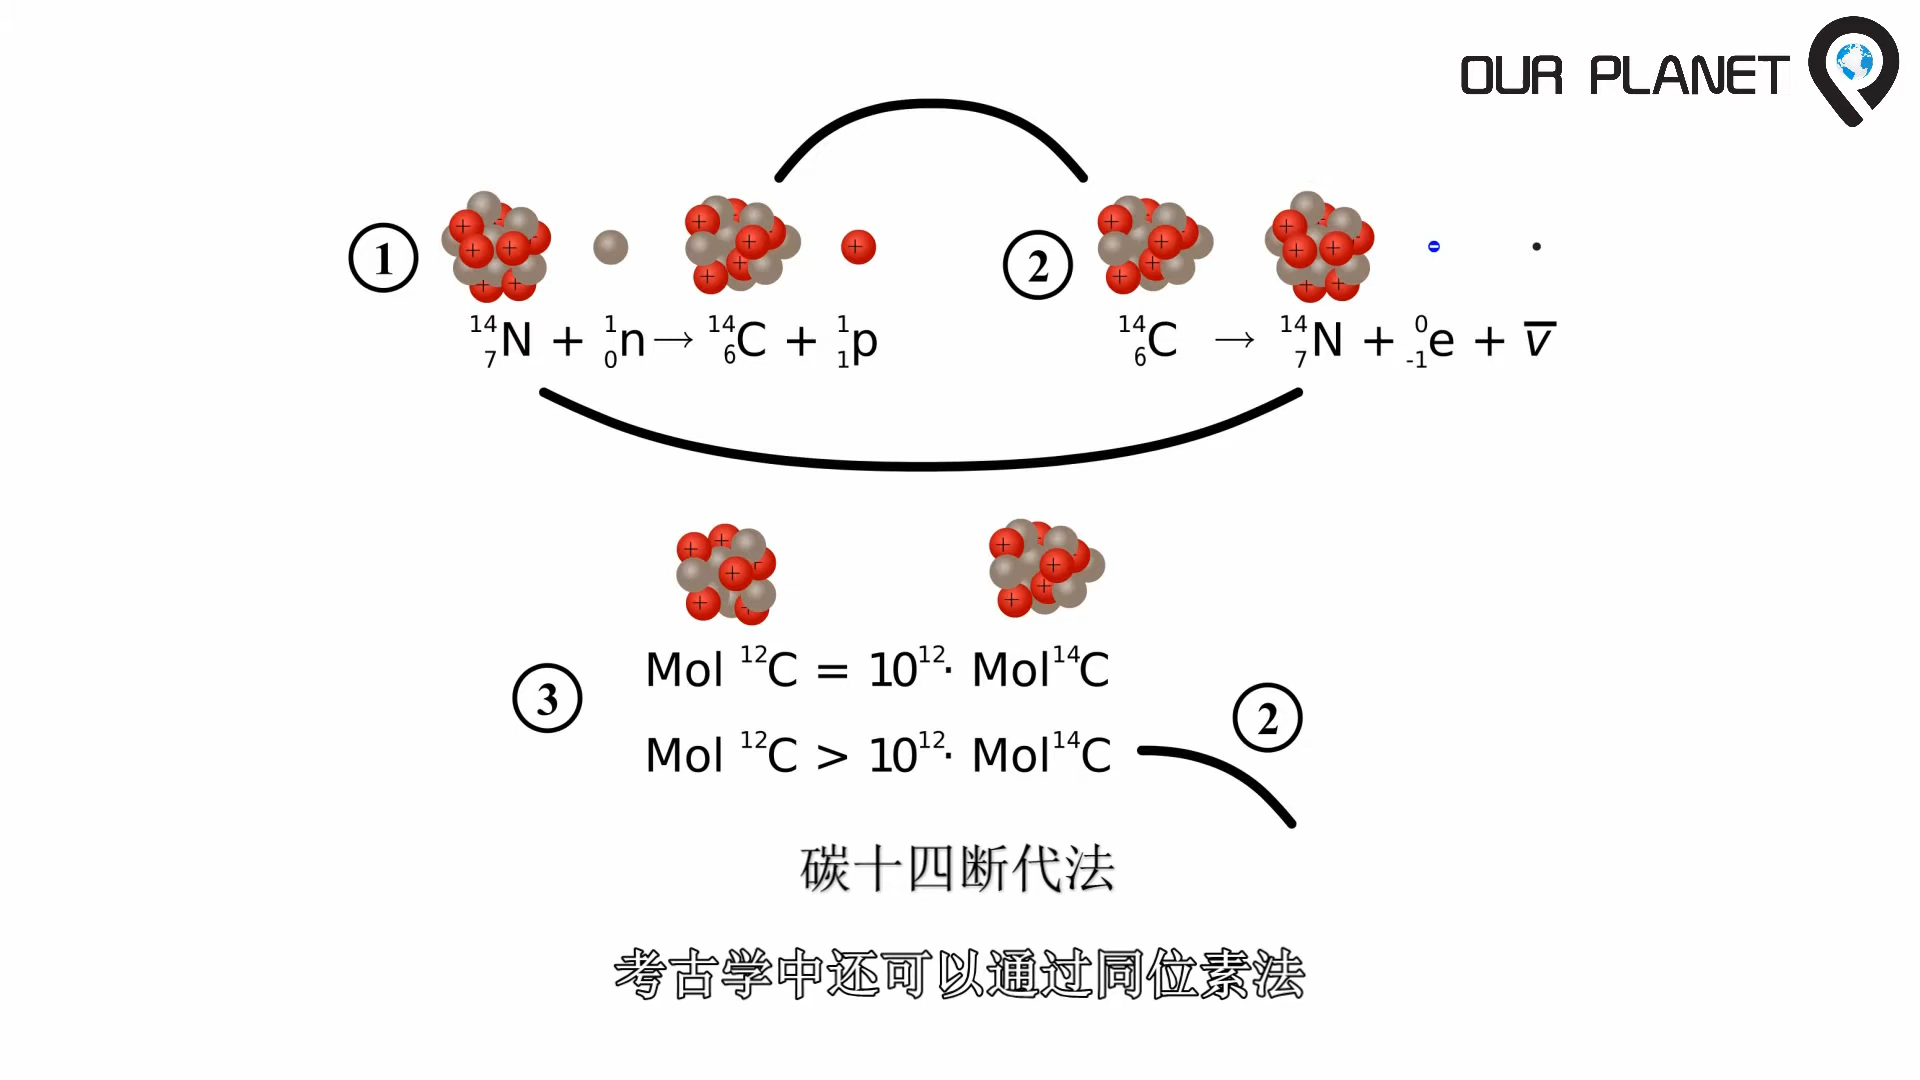 OUR PLANET
① ¹⁴₇N + ¹₀n → ¹⁴₆C + ¹₁p
② ¹⁴₆C → ¹⁴₇N + ⁰₋₁e + v̅
③ Mol ¹²C = 10¹²· Mol¹⁴C
Mol ¹²C > 10¹²· Mol¹⁴C ②
碳十四断代法
考古学中还可以通过同位素法